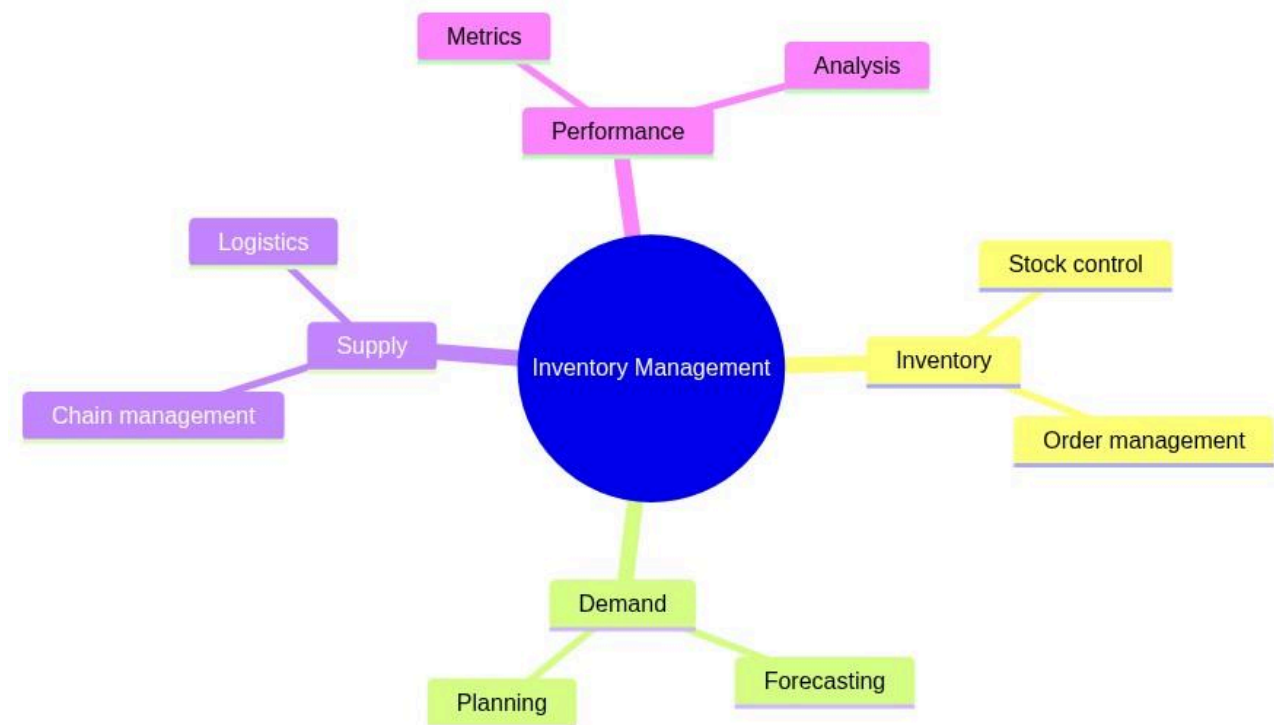 Metrics
Analysis
Performance
Logistics
Stock control
Supply
Inventory Management
Inventory
Chain management
Order management
Demand
Forecasting
Planning